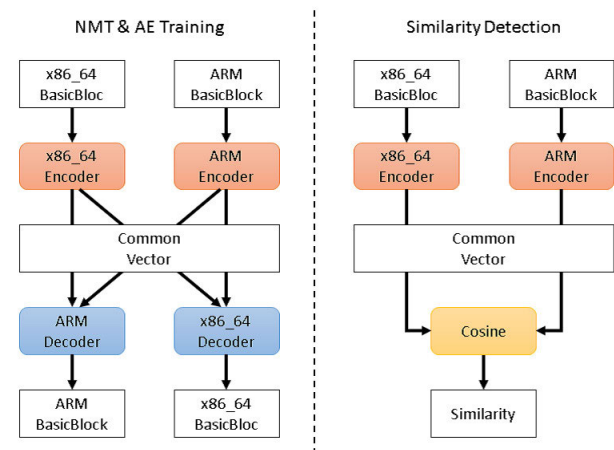 NMT & AE Training
x86_64
BasicBloc
ARM
BasicBlock
x86_64
Encoder
ARM
Encoder
Common
Vector
ARM
Decoder
x86_64
Decoder
ARM
BasicBlock
x86_64
BasicBloc
Similarity Detection
x86_64
BasicBloc
ARM
BasicBlock
x86_64
Encoder
ARM
Encoder
Common
Vector
Cosine
Similarity